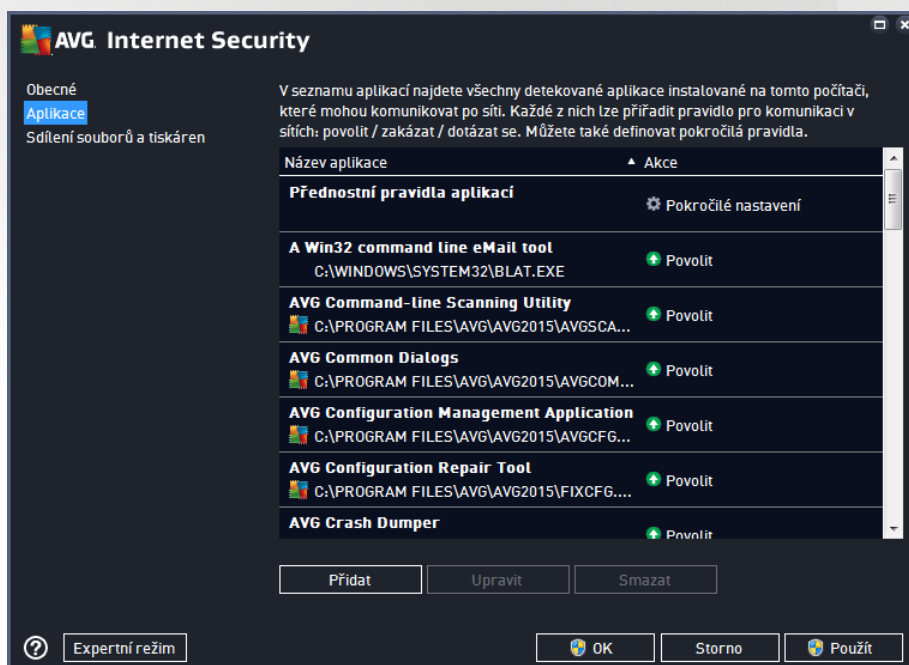 AVG. Internet Security
Obecné
Aplikace
Sdílení souborů a tiskáren
V seznamu aplikací najdete všechny detekované aplikace instalované na tomto počítači,
které mohou komunikovat po síti. Každé z nich lze přiřadit pravidlo pro komunikaci v
sítích: povolit / zakázat / dotázat se. Můžete také definovat pokročilá pravidla.
Název aplikace Akce
Přednostní pravidla aplikací
Pokročilé nastavení
A Win32 command line eMail tool
C:\WINDOWS\SYSTEM32\BLAT.EXE
Povolit
AVG Command-line Scanning Utility
C:\PROGRAM FILES\AVG\AVG2015\AVGSCA...
Povolit
AVG Common Dialogs
C:\PROGRAM FILES\AVG\AVG2015\AVGCOM...
Povolit
AVG Configuration Management Application
C:\PROGRAM FILES\AVG\AVG2015\AVGCFG...
Povolit
AVG Configuration Repair Tool
C:\PROGRAM FILES\AVG\AVG2015\FIXCFG....
Povolit
AVG Crash Dumper
Povolit
Přidat Upravit Smazat
? Expertní režim OK Storno Použít